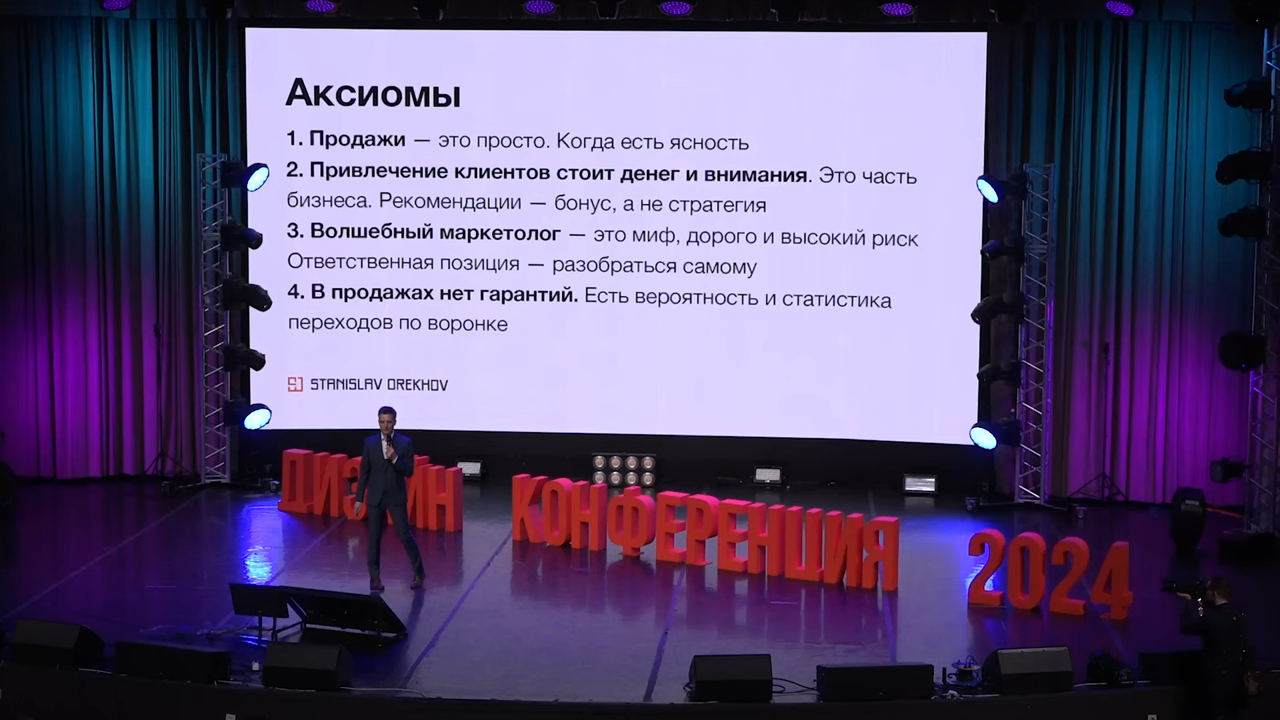 Аксиомы
1. Продажи — это просто. Когда есть ясность
2. Привлечение клиентов стоит денег и внимания. Это часть
бизнеса. Рекомендации — бонус, а не стратегия
3. Волшебный маркетолог — это миф, дорого и высокий риск
Ответственная позиция — разобраться самому
4. В продажах нет гарантий. Есть вероятность и статистика
переходов по воронке
STANISLAV OREKHOV
ДИЗАЙН КОНФЕРЕНЦИЯ 2024